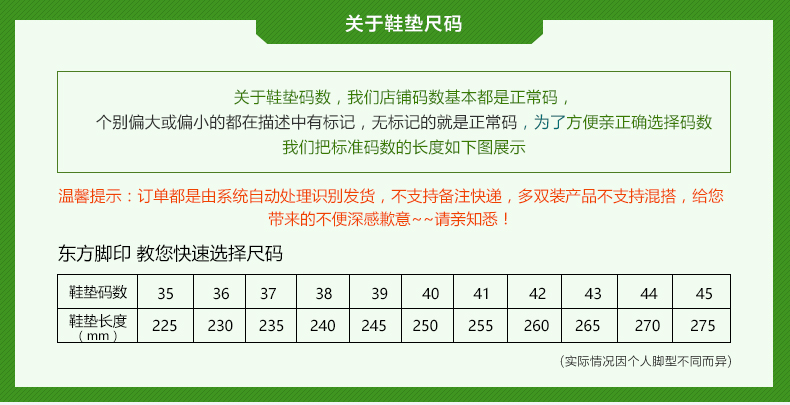 关于鞋垫尺码
关于鞋垫码数，我们店铺码数基本都是正常码，
个别偏大或偏小的都在描述中有标记，无标记的就是正常码，为了方便亲正确选择码数
我们把标准码数的长度如下图展示
温馨提示：订单都是由系统自动处理识别发货，不支持备注快递，多双装产品不支持混搭，给您
带来的不便深感歉意~~请亲知悉！
东方脚印 教您快速选择尺码
鞋垫码数 35 36 37 38 39 40 41 42 43 44 45
鞋垫长度 225 230 235 240 245 250 255 260 265 270 275
（mm）
(实际情况因个人脚型不同而异)